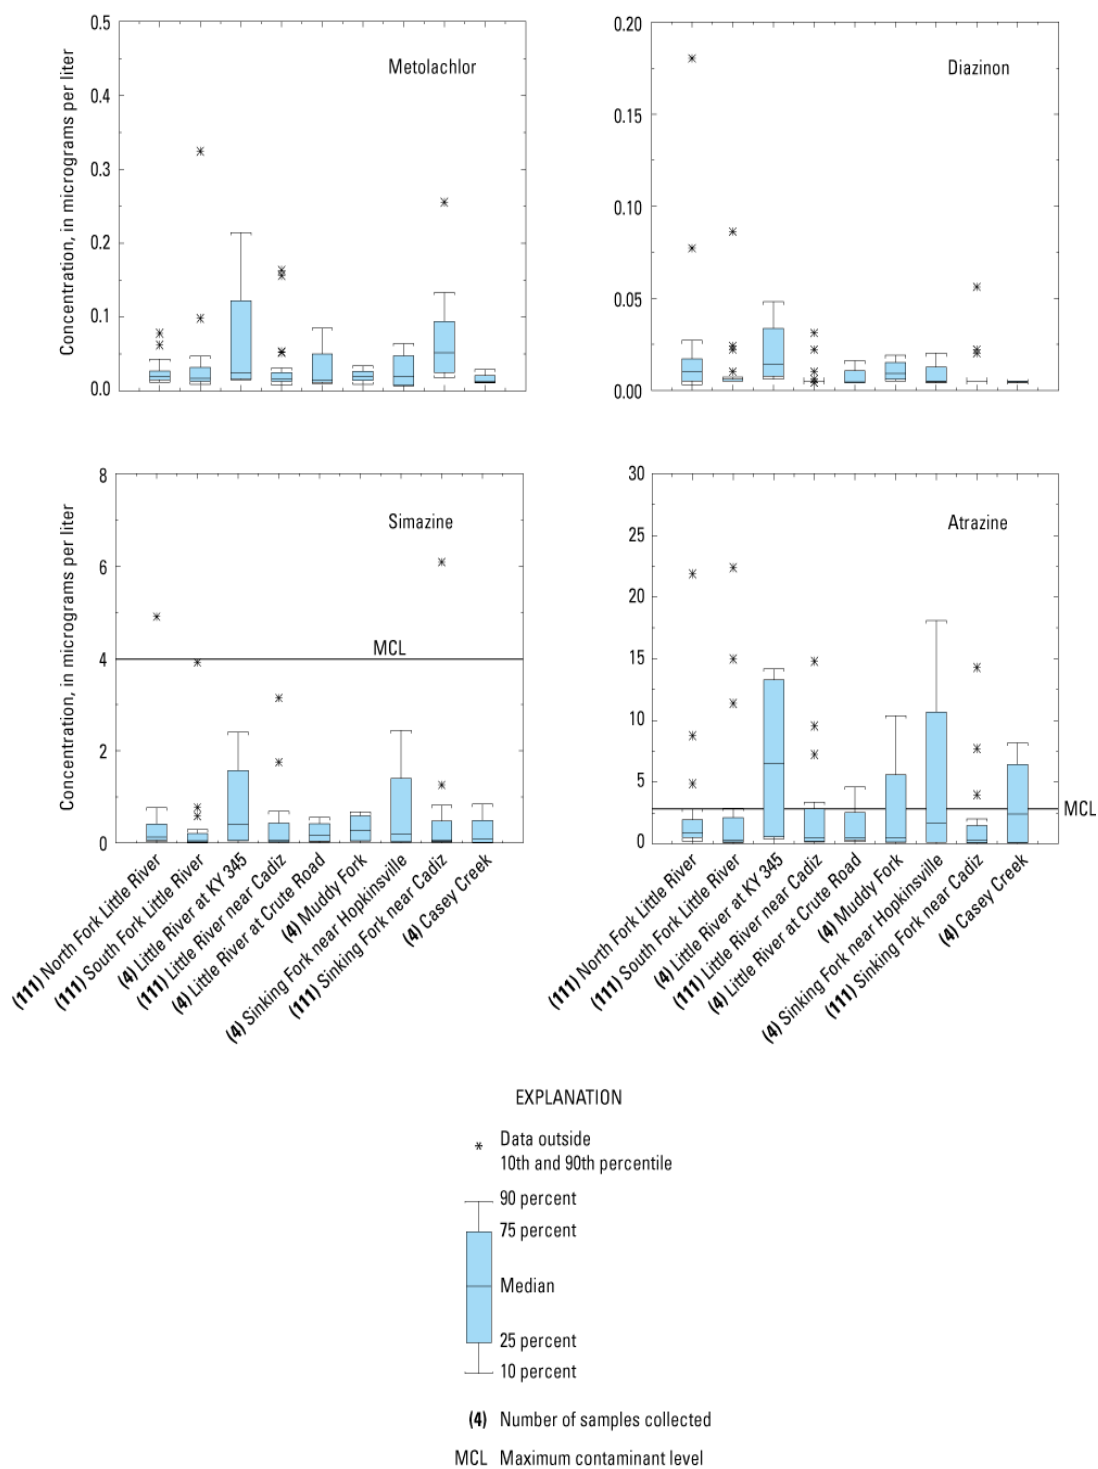 Concentration, in micrograms per liter
0.5
0.4
0.3
0.2
0.1
0.0
Metolachlor
0.20
0.15
0.10
0.05
0.00
Diazinon
Concentration, in micrograms per liter
8
6
4
2
0
Simazine
MCL
30
25
20
15
10
5
0
Atrazine
MCL
(111) North Fork Little River
(111) South Fork Little River
(4) Little River at KY 345
(111) Little River near Cadiz
(4) Little River at Crute Road
(4) Muddy Fork
(4) Sinking Fork near Hopkinsville
(111) Sinking Fork near Cadiz
(4) Casey Creek
(111) North Fork Little River
(111) South Fork Little River
(4) Little River at KY 345
(111) Little River near Cadiz
(4) Little River at Crute Road
(4) Muddy Fork
(4) Sinking Fork near Hopkinsville
(111) Sinking Fork near Cadiz
(4) Casey Creek
EXPLANATION
* Data outside
10th and 90th percentile
90 percent
75 percent
Median
25 percent
10 percent
(4) Number of samples collected
MCL Maximum contaminant level